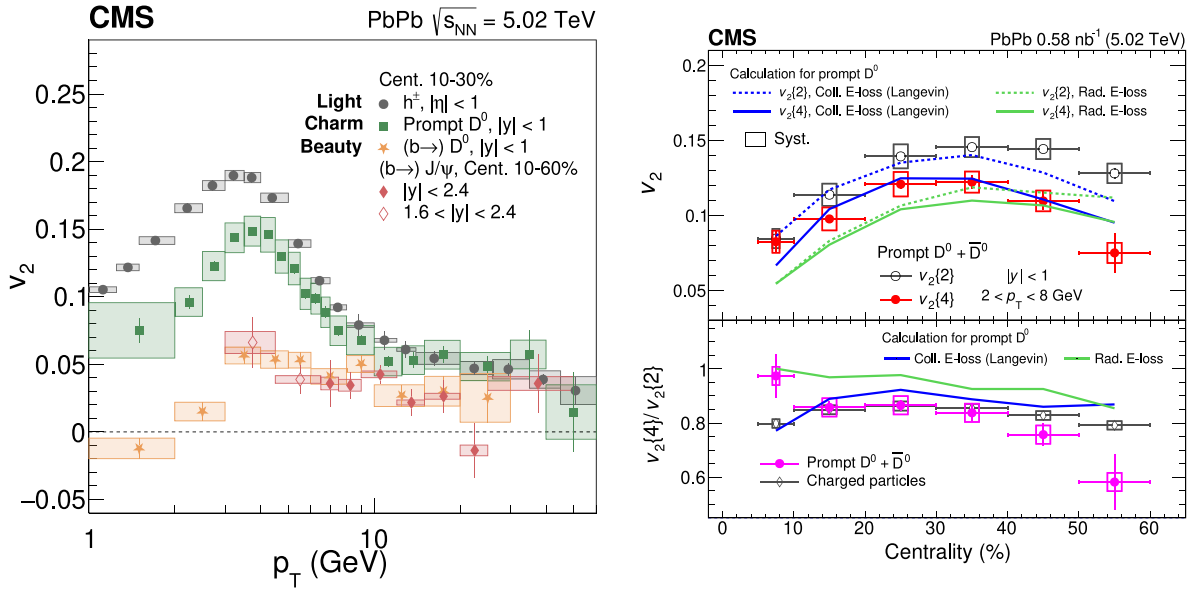 CMS
PbPb √sNN = 5.02 TeV
Cent. 10-30%
Light h±, |η| < 1
Charm Prompt D0, |y| < 1
Beauty (b→) D0, |y| < 1
(b→) J/ψ, Cent. 10-60%
|y| < 2.4
1.6 < |y| < 2.4
v2
0.3
0.25
0.2
0.15
0.1
0.05
0
−0.05
1
10
pT (GeV)
CMS
PbPb 0.58 nb-1 (5.02 TeV)
Calculation for prompt D0
v2{2}, Coll. E-loss (Langevin)
v2{2}, Rad. E-loss
v2{4}, Coll. E-loss (Langevin)
v2{4}, Rad. E-loss
Syst.
v2
0.2
0.15
0.1
0.05
Prompt D0 + D̅0
v2{2}
|y| < 1
v2{4}
2 < pT < 8 GeV
Calculation for prompt D0
Coll. E-loss (Langevin)
Rad. E-loss
v2{4}/v2{2}
1
0.8
0.6
Prompt D0 + D̅0
Charged particles
0
10
20
30
40
50
60
Centrality (%)